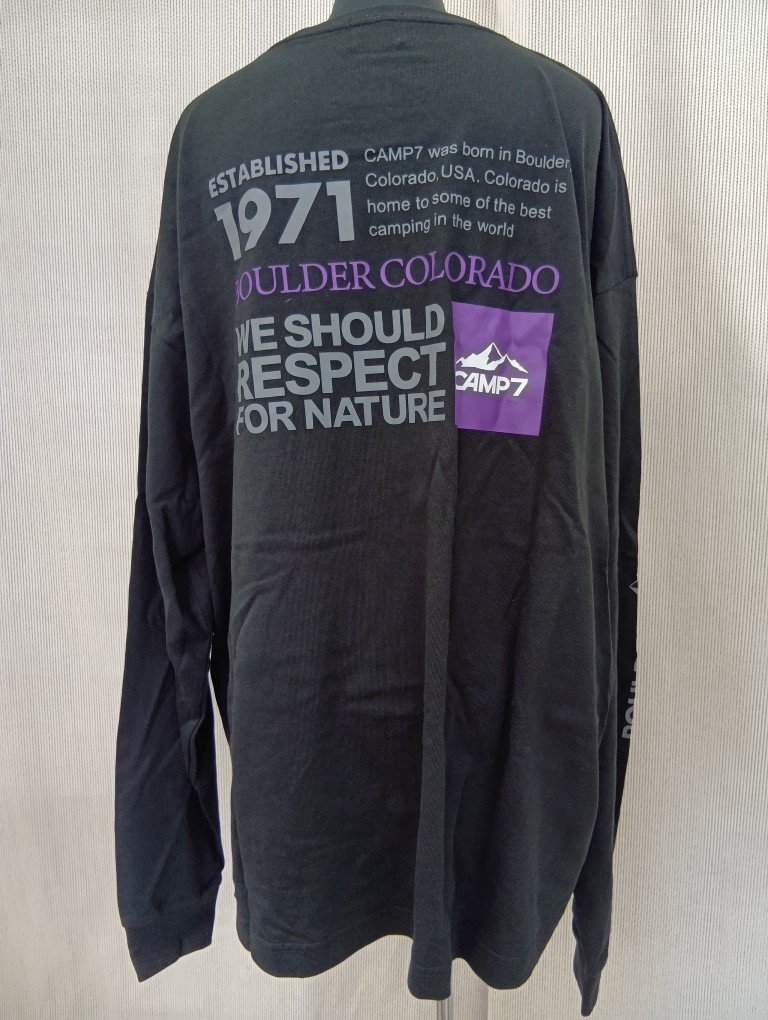 ESTABLISHED
1971
CAMP7 was born in Boulder
Colorado, USA. Colorado is
home to some of the best
camping in the world
BOULDER COLORADO
WE SHOULD
RESPECT
FOR NATURE
CAMP7